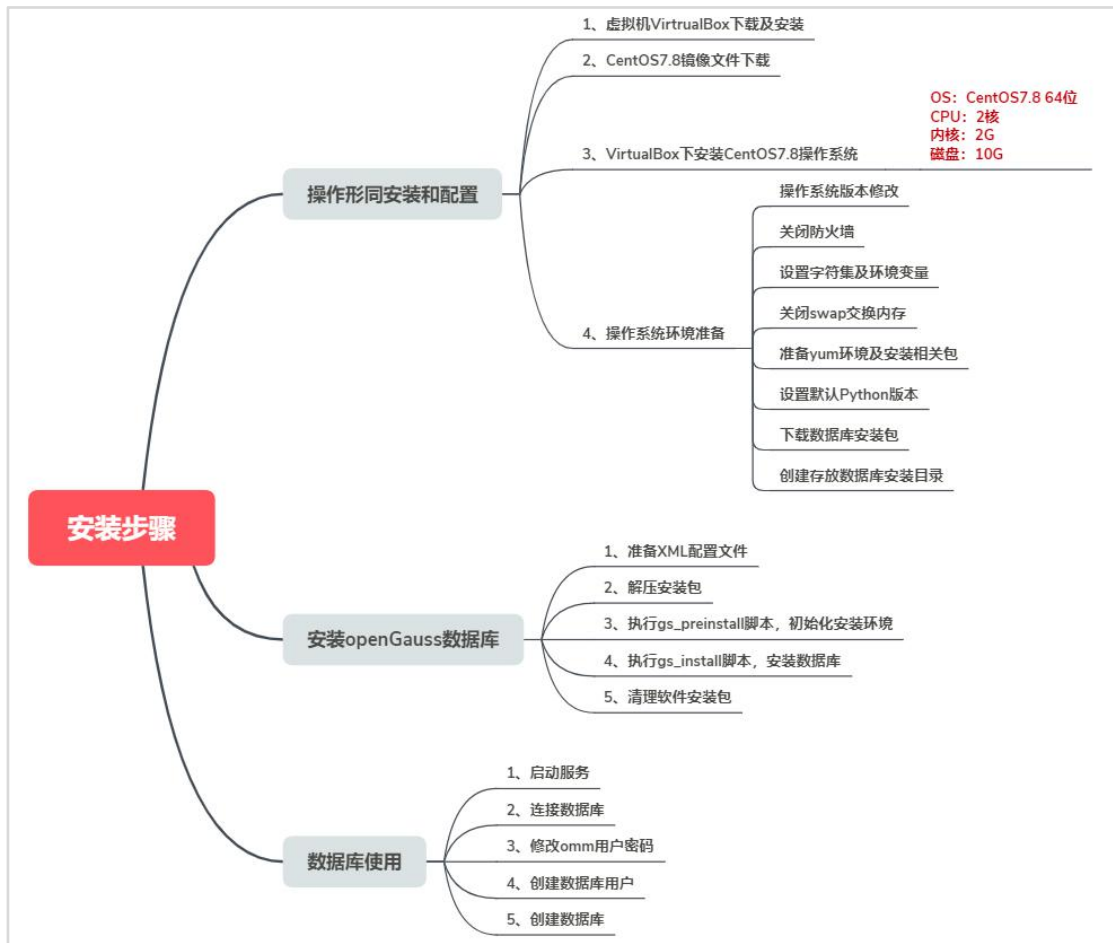 安装步骤
操作形同安装和配置
1、虚拟机VirtrualBox下载及安装
2、CentOS7.8镜像文件下载
3、VirtualBox下安装CentOS7.8操作系统
OS：CentOS7.8 64位
CPU：2核
内核：2G
磁盘：10G
4、操作系统环境准备
操作系统版本修改
关闭防火墙
设置字符集及环境变量
关闭swap交换内存
准备yum环境及安装相关包
设置默认Python版本
下载数据库安装包
创建存放数据库安装目录
安装openGauss数据库
1、准备XML配置文件
2、解压安装包
3、执行gs_preinstall脚本，初始化安装环境
4、执行gs_install脚本，安装数据库
5、清理软件安装包
数据库使用
1、启动服务
2、连接数据库
3、修改omm用户密码
4、创建数据库用户
5、创建数据库